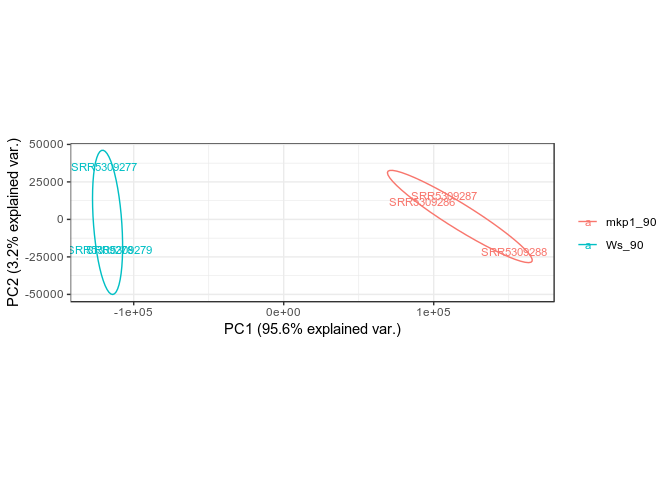 50000
25000
0
-25000
-50000
PC2 (3.2% explained var.)
SRR5309277
SRR5309279
SRR5309287
SRR5309286
SRR5309288
-1e+05
0e+00
1e+05
PC1 (95.6% explained var.)
a mkp1_90
a Ws_90